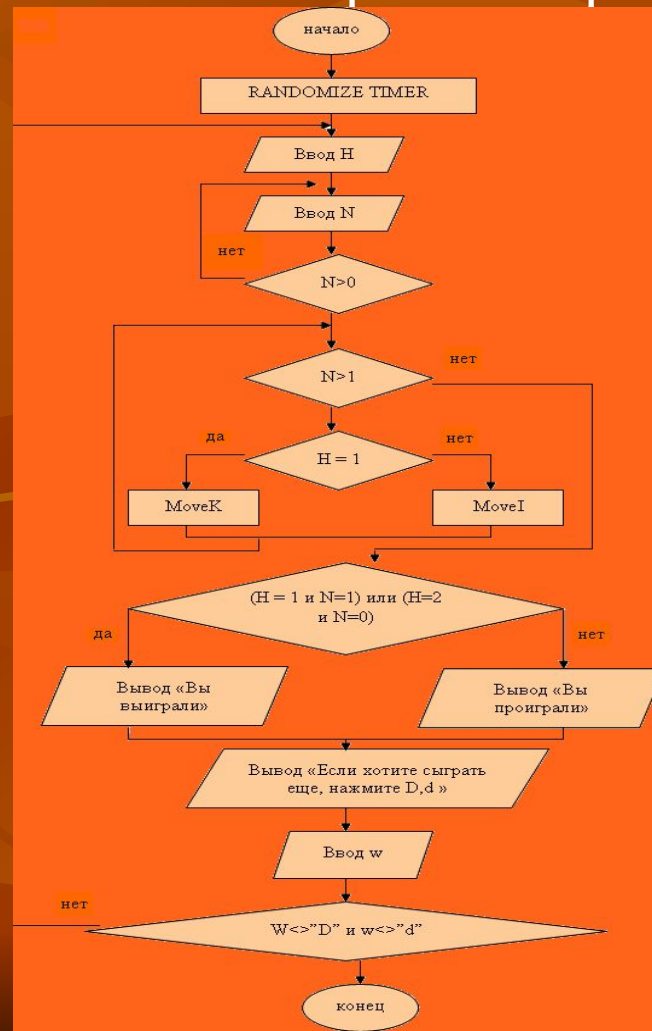 начало
RANDOMIZE TIMER
Ввод H
Ввод N
нет
N>0
N>1
нет
да
H = 1
нет
MoveK
MoveI
(H = 1 и N=1) или (H=2
и N=0)
да
нет
Вывод «Вы
выиграли»
Вывод «Вы
проиграли»
Вывод «Если хотите сыграть
еще, нажмите D,d »
Ввод w
нет
W<>”D” и w<>”d”
конец